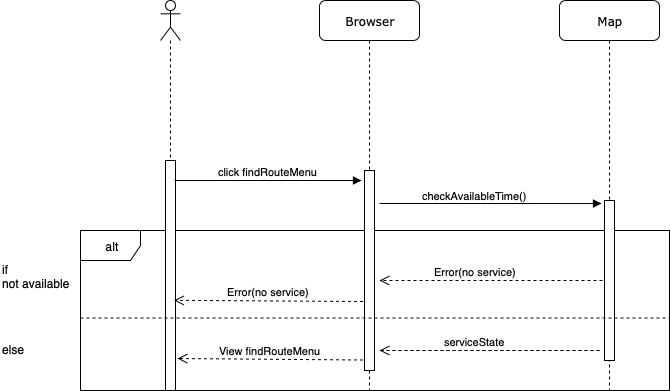 Browser
Map
click findRouteMenu
checkAvailableTime()
alt
if
not available
Error(no service)
Error(no service)
else
serviceState
View findRouteMenu